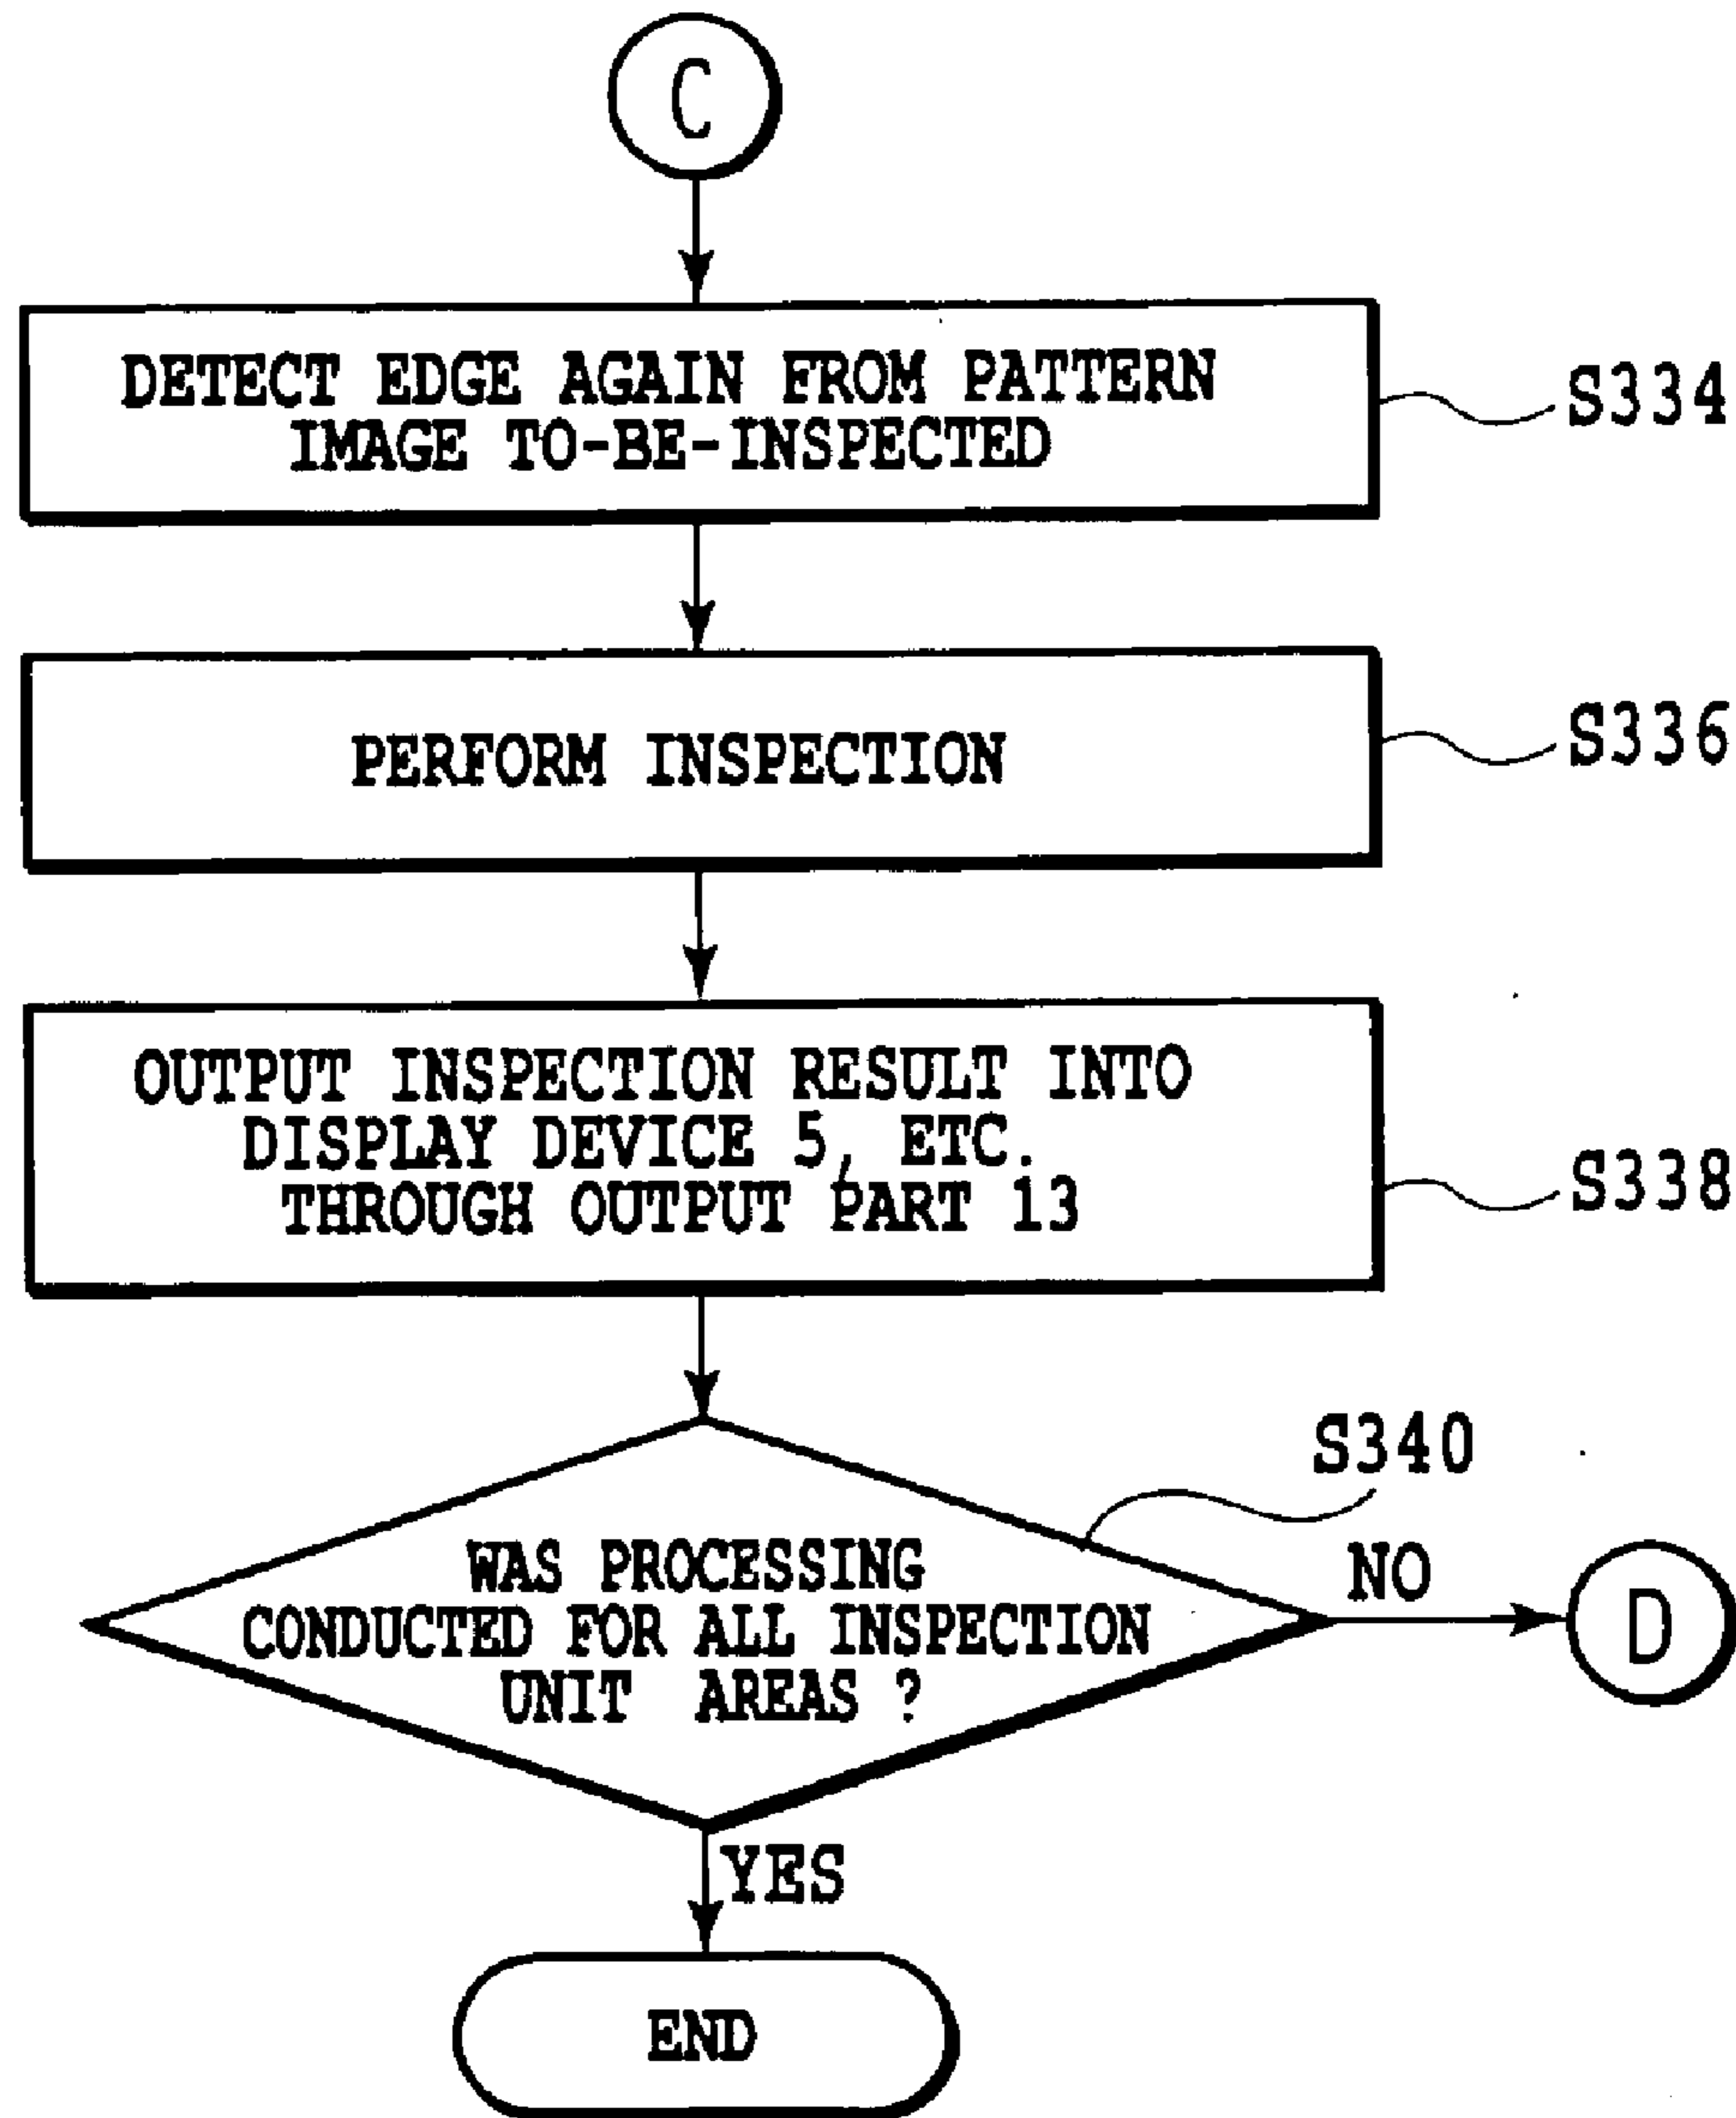 C
DETECT EDGE AGAIN FROM PATTERN
IMAGE TO-BE-INSPECTED
S334
PERFORM INSPECTION
S336
OUTPUT INSPECTION RESULT INTO
DISPLAY DEVICE 5, ETC.
THROUGH OUTPUT PART 13
S338
S340
WAS PROCESSING
CONDUCTED FOR ALL INSPECTION
UNIT AREAS ?
NO
D
YES
END